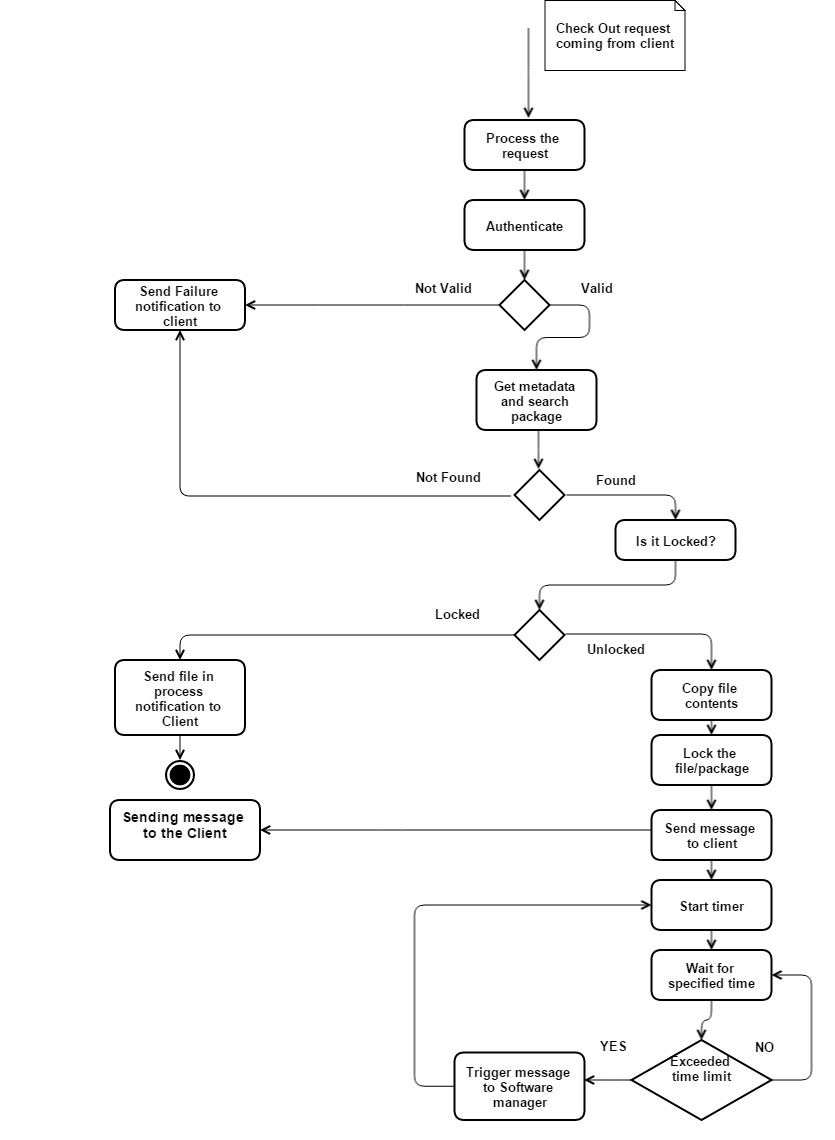 Check Out request
coming from client
Process the
request
Authenticate
Not Valid
Valid
Send Failure
notification to
client
Get metadata
and search
package
Not Found
Found
Is it Locked?
Locked
Unlocked
Send file in
process
notification to
Client
Copy file
contents
Lock the
file/package
Sending message
to the Client
Send message
to client
Start timer
Wait for
specified time
YES
NO
Exceeded
time limit
Trigger message
to Software
manager